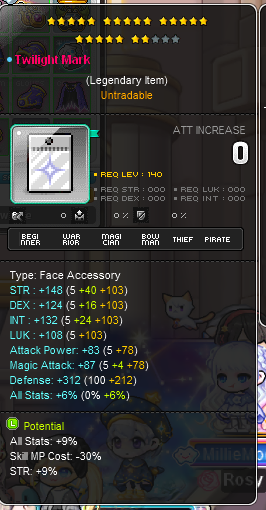 Twilight Mark
(Legendary Item)
Untradable
ATT INCREASE
0
REQ LEV : 140
REQ STR : 000
REQ LUK : 000
REQ DEX : 000
REQ INT : 000
0
0 %
0 %
BEGINNER
WARRIOR
MAGICIAN
BOWMAN
THIEF
PIRATE
Type: Face Accessory
STR : +148 (5 +40 +103)
DEX : +124 (5 +16 +103)
INT : +132 (5 +24 +103)
LUK : +108 (5 +103)
Attack Power: +83 (5 +78)
Magic Attack: +87 (5 +4 +78)
Defense: +312 (100 +212)
All Stats: +6% (0% +6%)
Potential
All Stats: +9%
Skill MP Cost: -30%
STR: +9%
MillieMo
Rosy